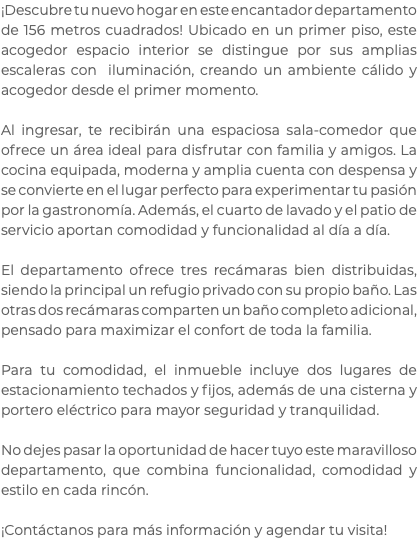 ¡Descubre tu nuevo hogar en este encantador departamento
de 156 metros cuadrados! Ubicado en un primer piso, este
acogedor espacio interior se distingue por sus amplias
escaleras con iluminación, creando un ambiente cálido y
acogedor desde el primer momento.

Al ingresar, te recibirán una espaciosa sala-comedor que
ofrece un área ideal para disfrutar con familia y amigos. La
cocina equipada, moderna y amplia cuenta con despensa y
se convierte en el lugar perfecto para experimentar tu pasión
por la gastronomía. Además, el cuarto de lavado y el patio de
servicio aportan comodidad y funcionalidad al día a día.

El departamento ofrece tres recámaras bien distribuidas,
siendo la principal un refugio privado con su propio baño. Las
otras dos recámaras comparten un baño completo adicional,
pensado para maximizar el confort de toda la familia.

Para tu comodidad, el inmueble incluye dos lugares de
estacionamiento techados y fijos, además de una cisterna y
portero eléctrico para mayor seguridad y tranquilidad.

No dejes pasar la oportunidad de hacer tuyo este maravilloso
departamento, que combina funcionalidad, comodidad y
estilo en cada rincón.

¡Contáctanos para más información y agendar tu visita!